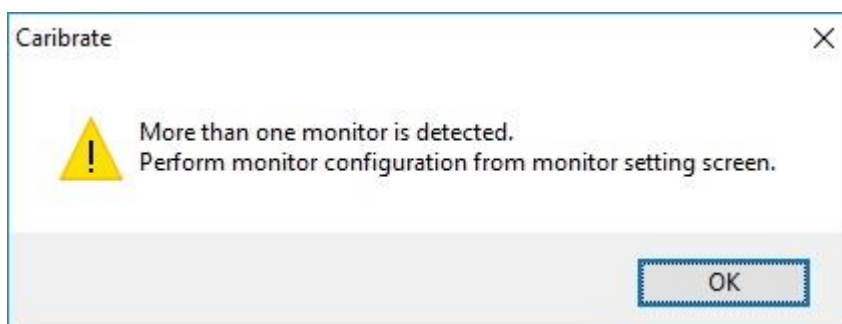 Caribrate
More than one monitor is detected.
Perform monitor configuration from monitor setting screen.
OK